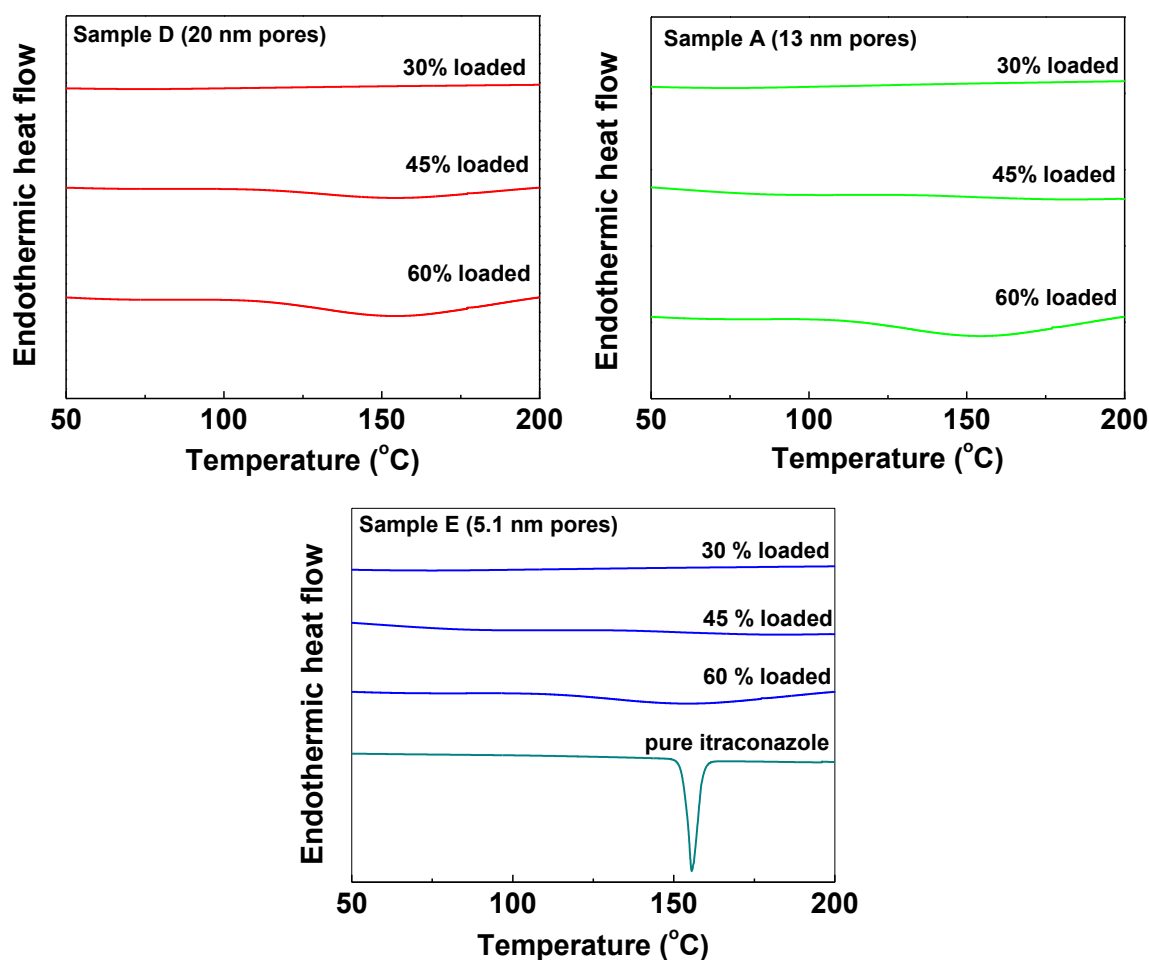 Sample D (20 nm pores)
30% loaded
45% loaded
60% loaded
Endothermic heat flow
50 100 150 200
Temperature (°C)
Sample A (13 nm pores)
30% loaded
45% loaded
60% loaded
Endothermic heat flow
50 100 150 200
Temperature (°C)
Sample E (5.1 nm pores)
30 % loaded
45 % loaded
60 % loaded
pure itraconazole
Endothermic heat flow
50 100 150 200
Temperature (°C)